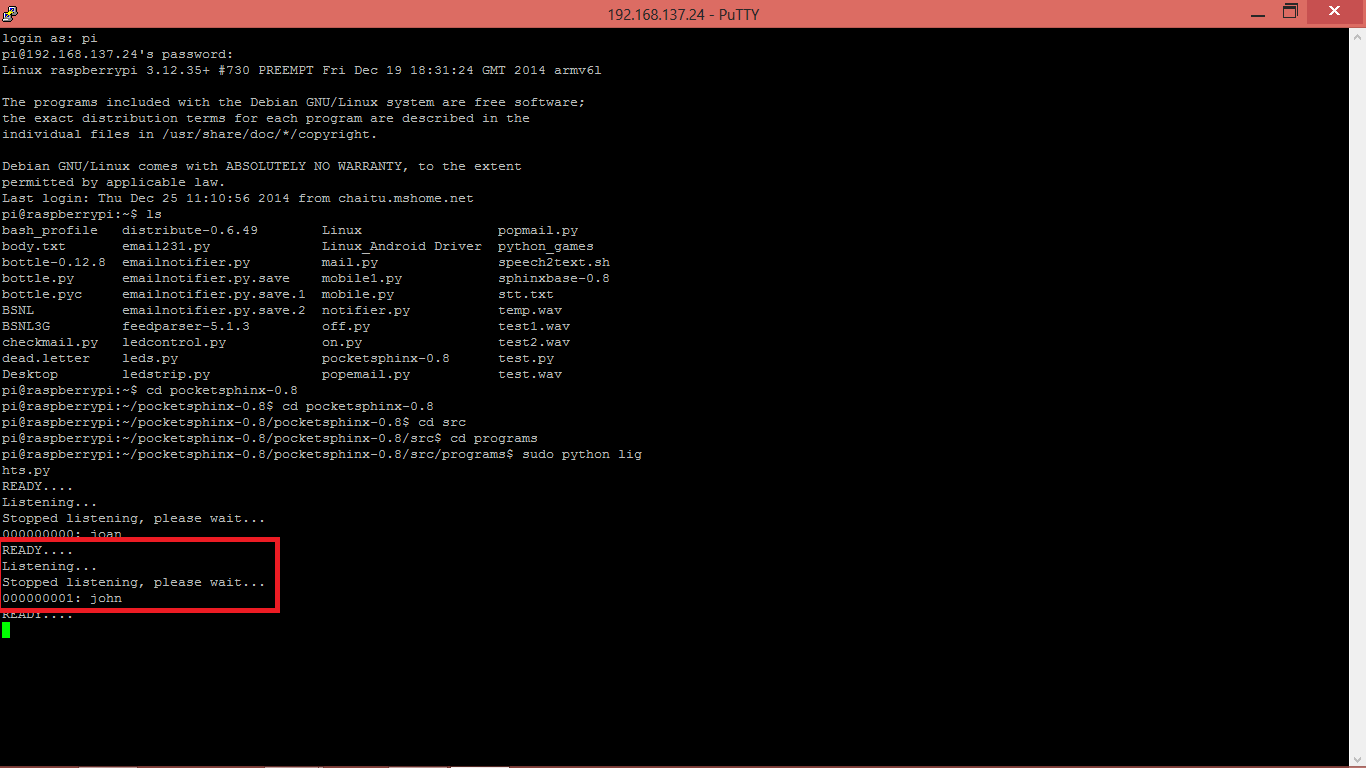 192.168.137.24 - PuTTY
login as: pi
pi@192.168.137.24's password:
Linux raspberrypi 3.12.35+ #730 PREEMPT Fri Dec 19 18:31:24 GMT 2014 armv6l
The programs included with the Debian GNU/Linux system are free software;
the exact distribution terms for each program are described in the
individual files in /usr/share/doc/*/copyright.
Debian GNU/Linux comes with ABSOLUTELY NO WARRANTY, to the extent
permitted by applicable law.
Last login: Thu Dec 25 11:10:56 2014 from chaitu.mshome.net
pi@raspberrypi:~$ ls
bash_profile   distribute-0.6.49       Linux                 popmail.py
body.txt       email231.py             Linux_Android Driver  python_games
bottle-0.12.8  emailnotifier.py        mail.py               speech2text.sh
bottle.py      emailnotifier.py.save   mobile1.py            sphinxbase-0.8
bottle.pyc     emailnotifier.py.save.1 mobile.py             stt.txt
BSNL           emailnotifier.py.save.2 notifier.py           temp.wav
BSNL3G         feedparser-5.1.3        off.py                test1.wav
checkmail.py   ledcontrol.py           on.py                 test2.wav
dead.letter    leds.py                 pocketsphinx-0.8      test.py
Desktop        ledstrip.py             popemail.py           test.wav
pi@raspberrypi:~$ cd pocketsphinx-0.8
pi@raspberrypi:~/pocketsphinx-0.8$ cd pocketsphinx-0.8
pi@raspberrypi:~/pocketsphinx-0.8/pocketsphinx-0.8$ cd src
pi@raspberrypi:~/pocketsphinx-0.8/pocketsphinx-0.8/src$ cd programs
pi@raspberrypi:~/pocketsphinx-0.8/pocketsphinx-0.8/src/programs$ sudo python lig
hts.py
READY....
Listening...
Stopped listening, please wait...
000000000: joan
READY....
Listening...
Stopped listening, please wait...
000000001: john
READY....